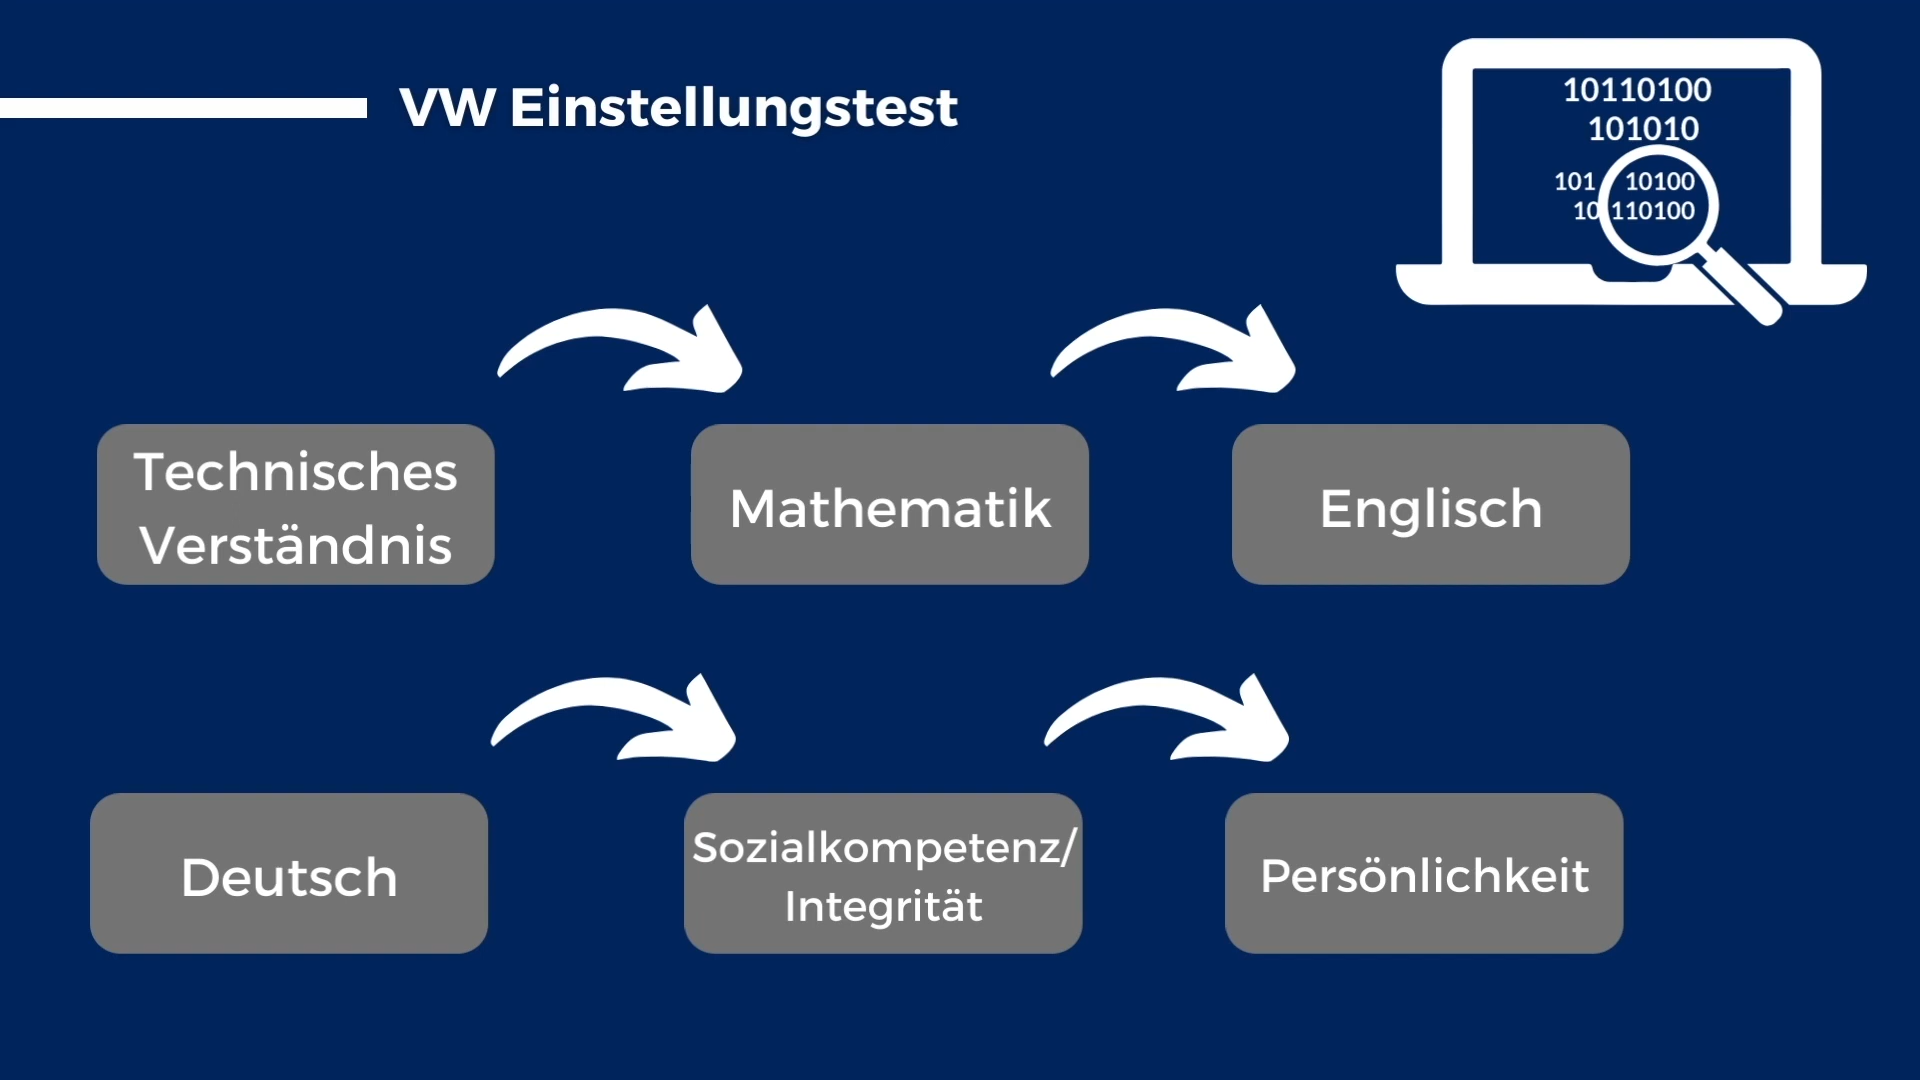 VW Einstellungstest
10110100
101010
101 10100
10 110100
Technisches
Verständnis
Mathematik
Englisch
Deutsch
Sozialkompetenz/
Integrität
Persönlichkeit